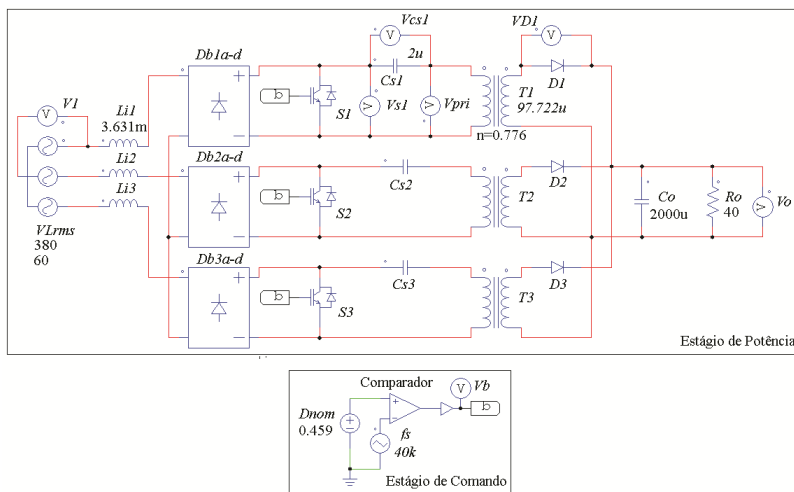 Vcs1
VD1
Db1a-d
2u
V
V
Cs1
D1
V1
Li1
3.631m
+
-
b
S1
V
Vs1
V
Vpri
T1
97.722u
n=0.776
V
Db2a-d
Li2
Cs2
D2
+
-
b
S2
T2
Li3
Co
2000u
Ro
40
V
Vo
VLrms
380
60
Db3a-d
Cs3
D3
+
-
b
S3
T3
Estágio de Potência
Comparador
V
Vb
b
Dnom
0.459
+
-
+
-
fs
40k
Estágio de Comando